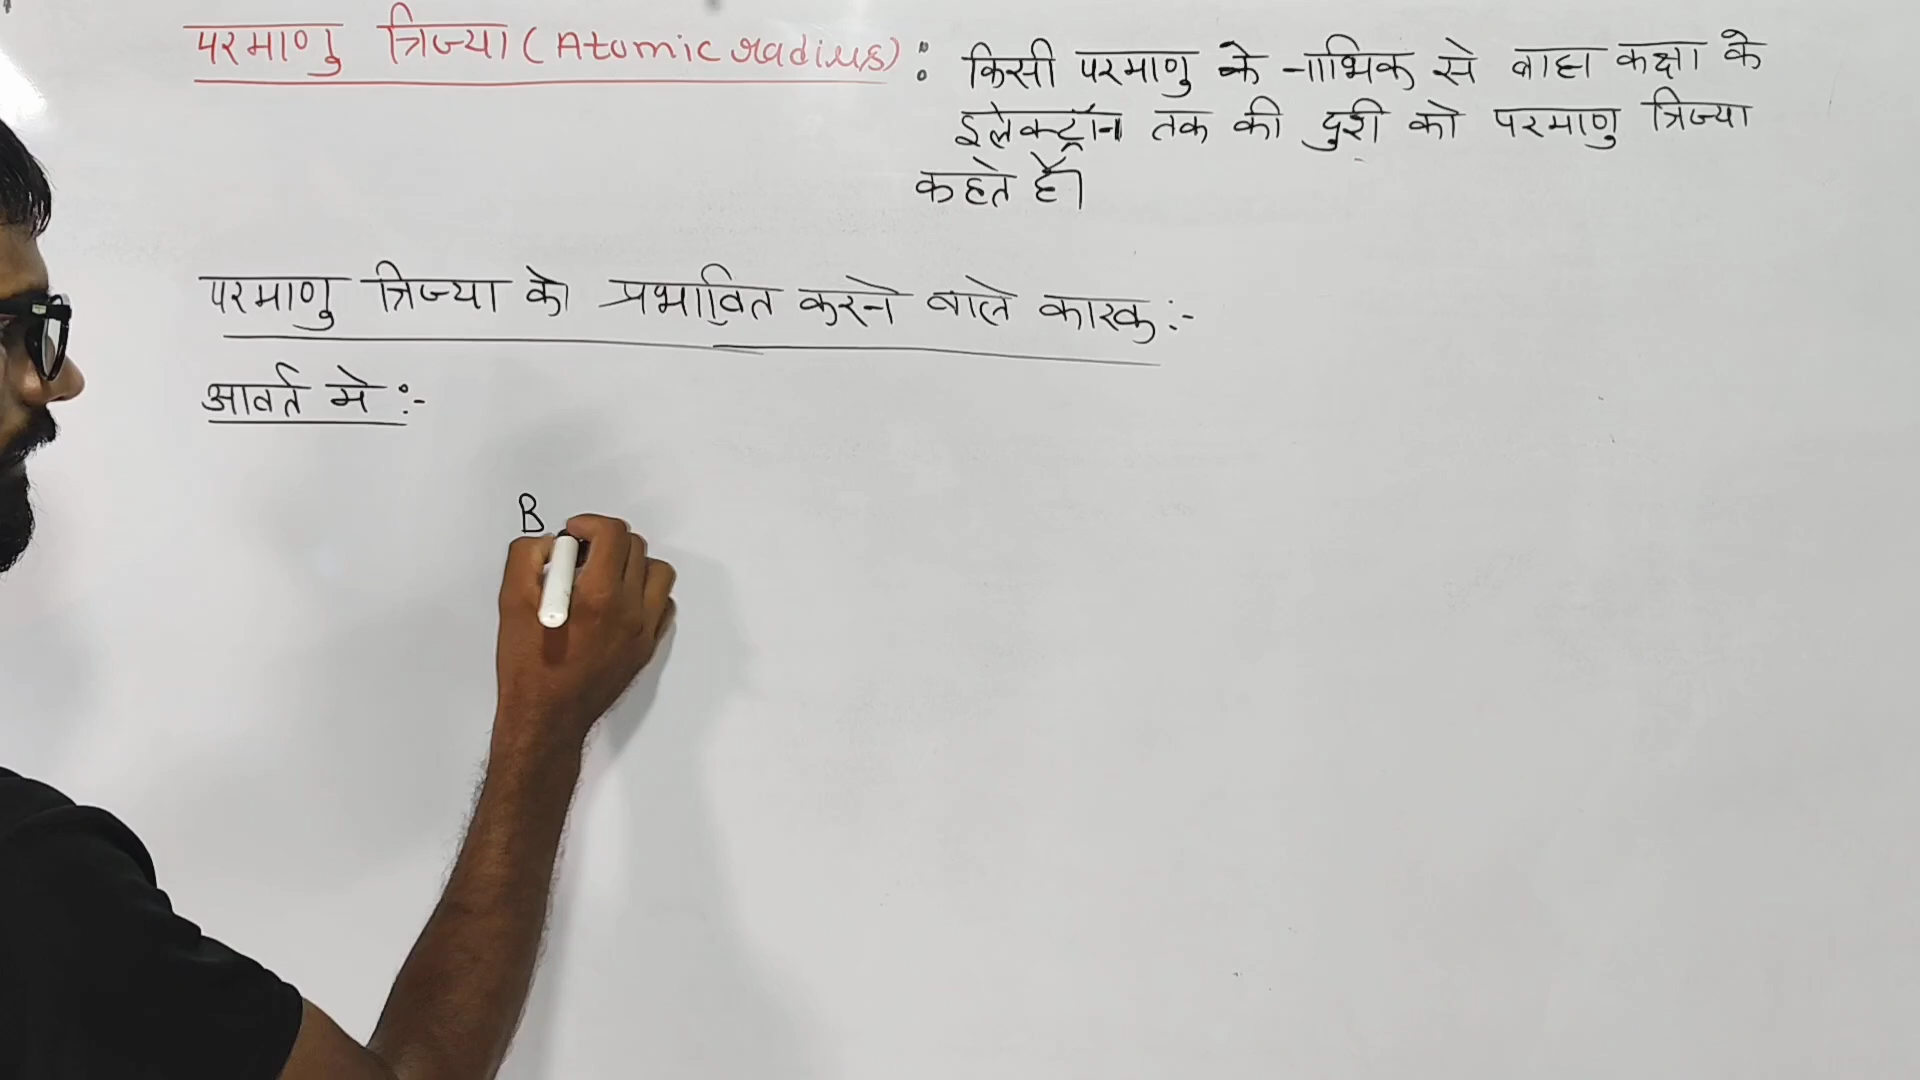 परमाणु त्रिज्या (Atomic radius) : किसी परमाणु के नाभिक से बाह्य कक्षा के
इलेक्ट्रॉन तक की दुरी को परमाणु त्रिज्या
कहते हैं।
परमाणु त्रिज्या को प्रभावित करने वाले कारक :-
आवर्त मे :-
B